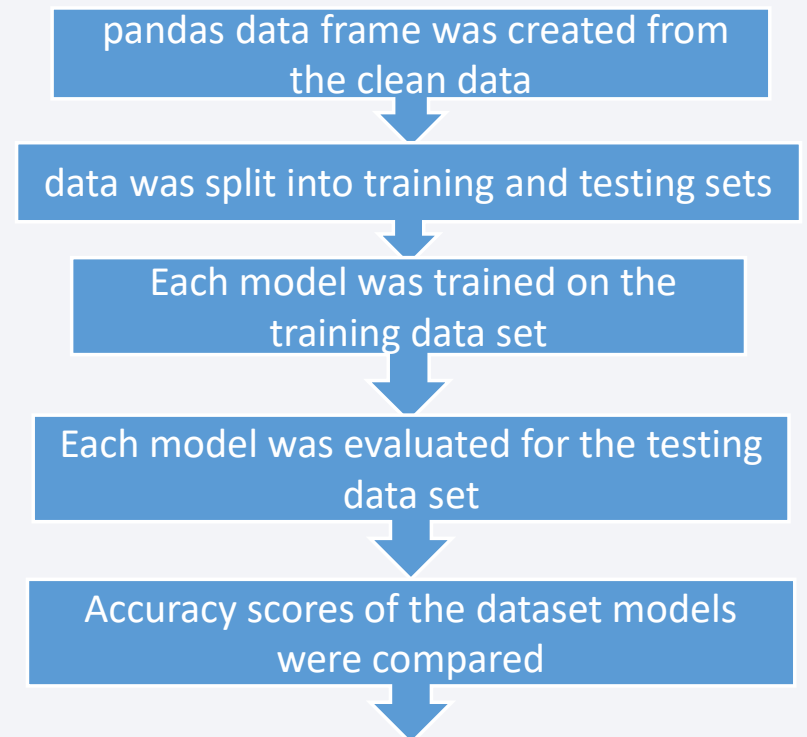 pandas data frame was created from
the clean data
data was split into training and testing sets
Each model was trained on the
training data set
Each model was evaluated for the testing
data set
Accuracy scores of the dataset models
were compared